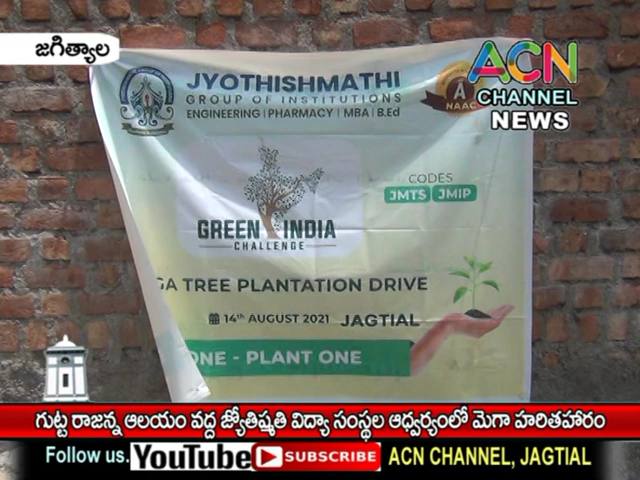 జగిత్యాల
ACN
CHANNEL
NEWS
JYOTHISHMATHI
GROUP OF INSTITUTIONS
ENGINEERING | PHARMACY | MBA | B.Ed
A
NAAC
GREEN INDIA
CHALLENGE
CODES
JMTS JMIP
GA TREE PLANTATION DRIVE
14th AUGUST 2021 JAGTIAL
ONE - PLANT ONE
గుట్ట రాజన్న ఆలయం వద్ద జ్యోతిష్మతి విద్యా సంస్థల ఆధ్వర్యంలో మెగా హరితహారం
Follow us. YouTube SUBSCRIBE ACN CHANNEL, JAGTIAL